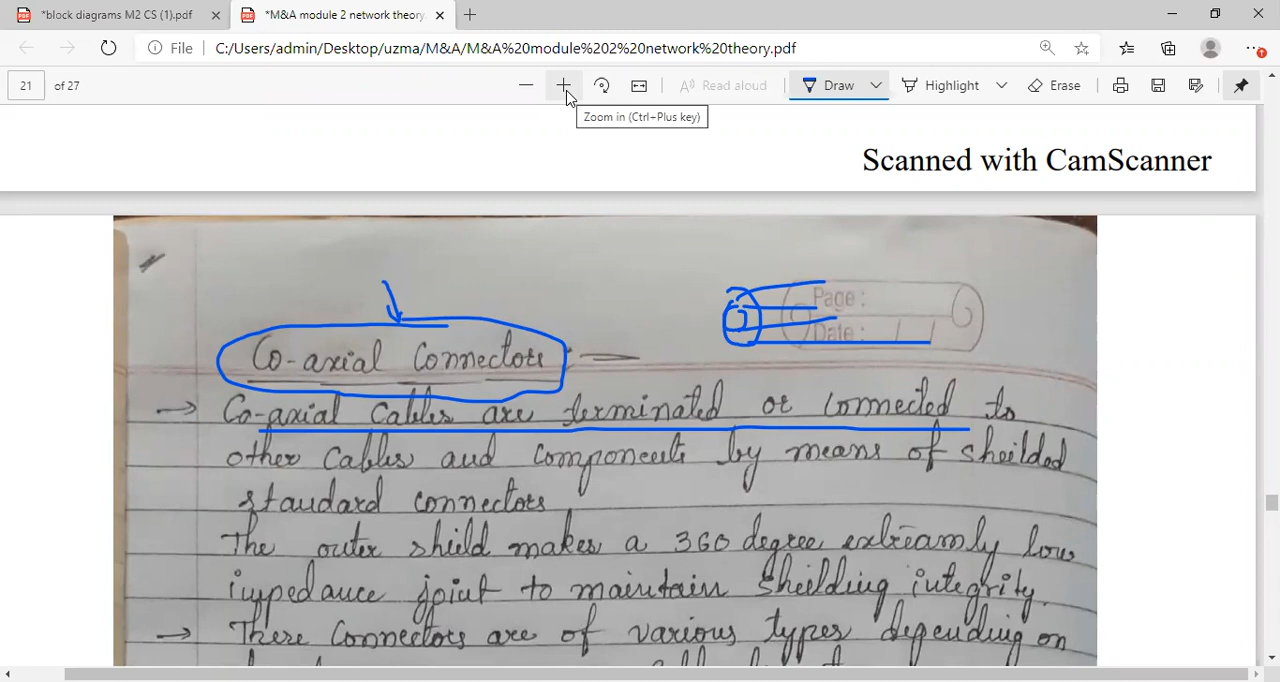 *block diagrams M2 CS (1).pdf
*M&A module 2 network theory.
File
C:/Users/admin/Desktop/uzma/M&A/M&A%20module%202%20network%20theory.pdf
21 of 27
Read aloud
Draw
Highlight
Erase
Zoom in (Ctrl+Plus key)
Scanned with CamScanner
Page :
Date :
Co-axial Connectors :-
→ Co-axial Cables are terminated or connected to
other cables and components by means of sheilded
standard connectors
The outer shield makes a 360 degree extreamly low
impedance joint to maintain sheilding integrity.
→ There Connectors are of various types depending on